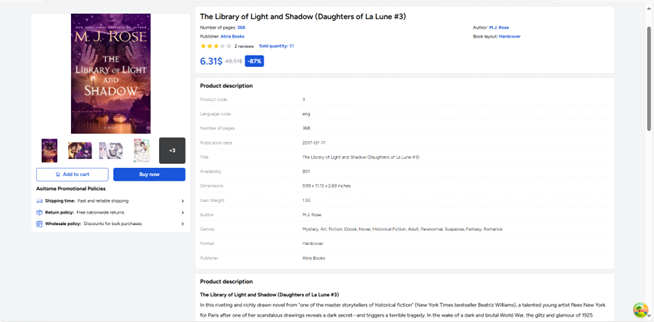 M. J. ROSE
THE
LIBRARY OF LIGHT
AND
SHADOW
+3
Add to cart
Buy now
Aoitome Promotional Policies
Shipping time: Fast and reliable shipping
Return policy: Free nationwide returns
Wholesale policy: Discounts for bulk purchases
The Library of Light and Shadow (Daughters of La Lune #3)
Number of pages: 368
Author: M.J. Rose
Publisher: Atria Books
Book layout: Hardcover
2 reviews
Sold quantity: 51
6.31$ 48.51$ -87%
Product description
Product code 3
Language code eng
Number of pages 368
Publication date 2017-07-17
Title The Library of Light and Shadow (Daughters of La Lune #3)
Availability 851
Dimensions 9.99 x 11.15 x 2.69 inches
Item Weight 1.55
Author M.J. Rose
Genres Mystery, Art, Fiction, Ebook, Novel, Historical Fiction, Adult, Paranormal, Suspense, Fantasy, Romance
Format Hardcover
Publisher Atria Books
Product description
The Library of Light and Shadow (Daughters of La Lune #3)
In this riveting and richly drawn novel from "one of the master storytellers of historical fiction" (New York Times bestseller Beatriz Williams), a talented young artist flees New York
for Paris after one of her scandalous drawings reveals a dark secret—and triggers a terrible tragedy. In the wake of a dark and brutal World War, the glitz and glamour of 1925